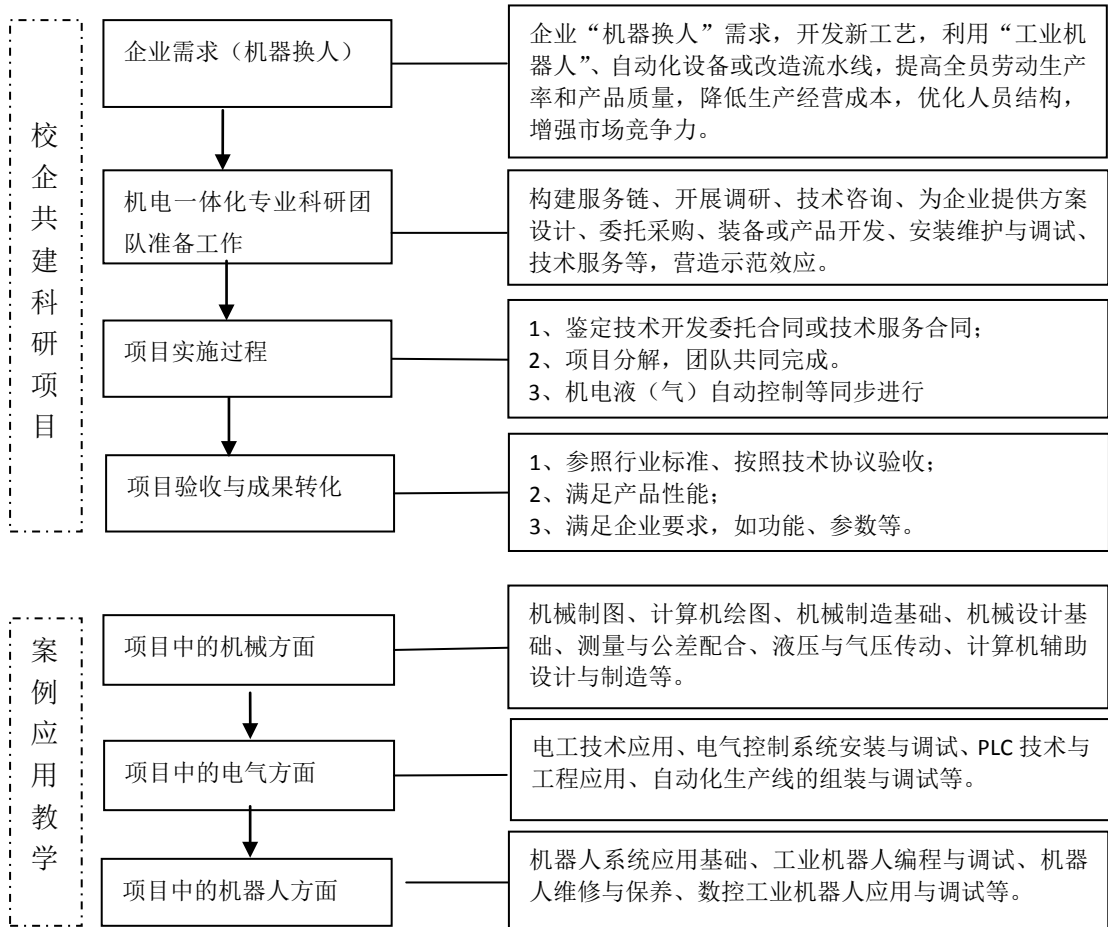 校企共建科研项目
企业需求（机器换人）
企业“机器换人”需求，开发新工艺，利用“工业机
器人”、自动化设备或改造流水线，提高全员劳动生产
率和产品质量，降低生产经营成本，优化人员结构，
增强市场竞争力。
机电一体化专业科研团
队准备工作
构建服务链、开展调研、技术咨询、为企业提供方案
设计、委托采购、装备或产品开发、安装维护与调试、
技术服务等，营造示范效应。
项目实施过程
1、鉴定技术开发委托合同或技术服务合同；
2、项目分解，团队共同完成。
3、机电液（气）自动控制等同步进行
项目验收与成果转化
1、参照行业标准、按照技术协议验收；
2、满足产品性能；
3、满足企业要求，如功能、参数等。
案例应用教学
项目中的机械方面
机械制图、计算机绘图、机械制造基础、机械设计基
础、测量与公差配合、液压与气压传动、计算机辅助
设计与制造等。
项目中的电气方面
电工技术应用、电气控制系统安装与调试、PLC 技术与
工程应用、自动化生产线的组装与调试等。
项目中的机器人方面
机器人系统应用基础、工业机器人编程与调试、机器
人维修与保养、数控工业机器人应用与调试等。